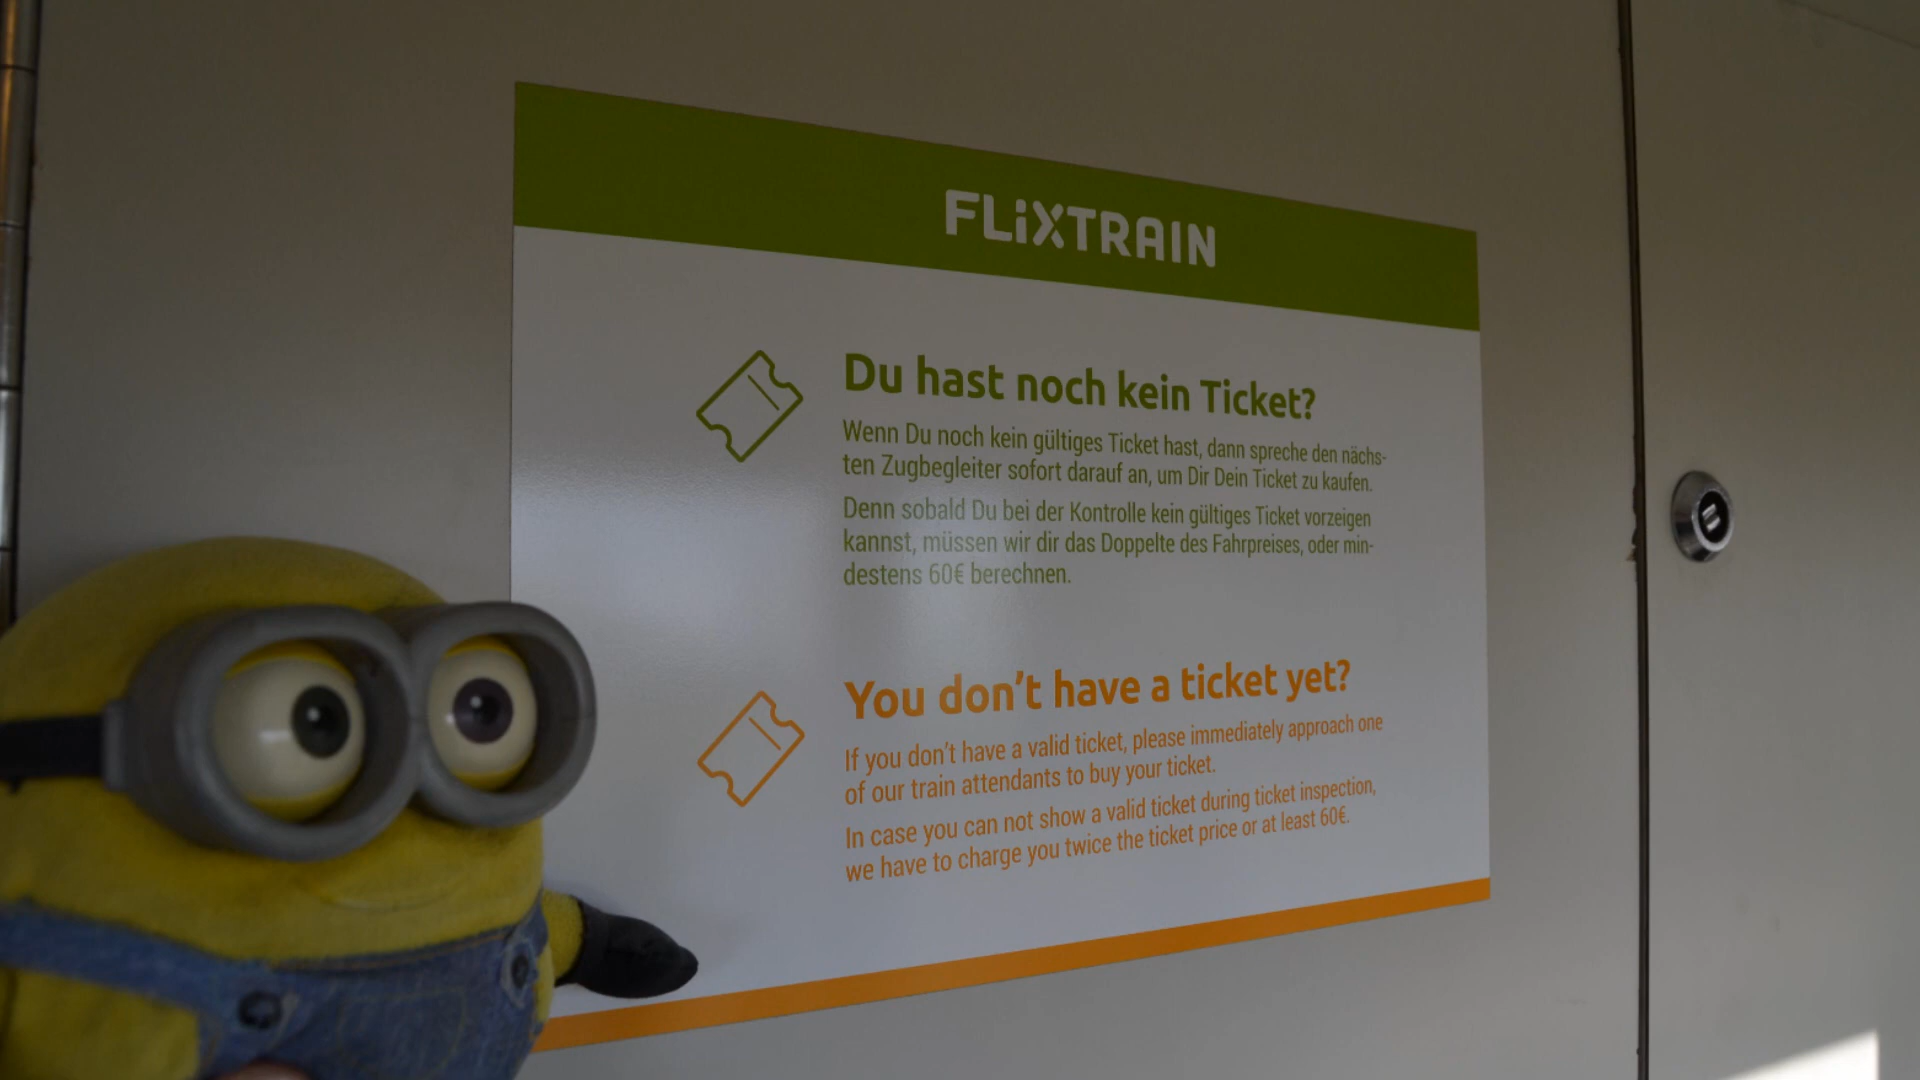 FLiXTRAIN
Du hast noch kein Ticket?
Wenn Du noch kein gültiges Ticket hast, dann spreche den nächs-
ten Zugbegleiter sofort darauf an, um Dir Dein Ticket zu kaufen.
Denn sobald Du bei der Kontrolle kein gültiges Ticket vorzeigen
kannst, müssen wir dir das Doppelte des Fahrpreises, oder min-
destens 60€ berechnen.
You don't have a ticket yet?
If you don't have a valid ticket, please immediately approach one
of our train attendants to buy your ticket.
In case you can not show a valid ticket during ticket inspection,
we have to charge you twice the ticket price or at least 60€.